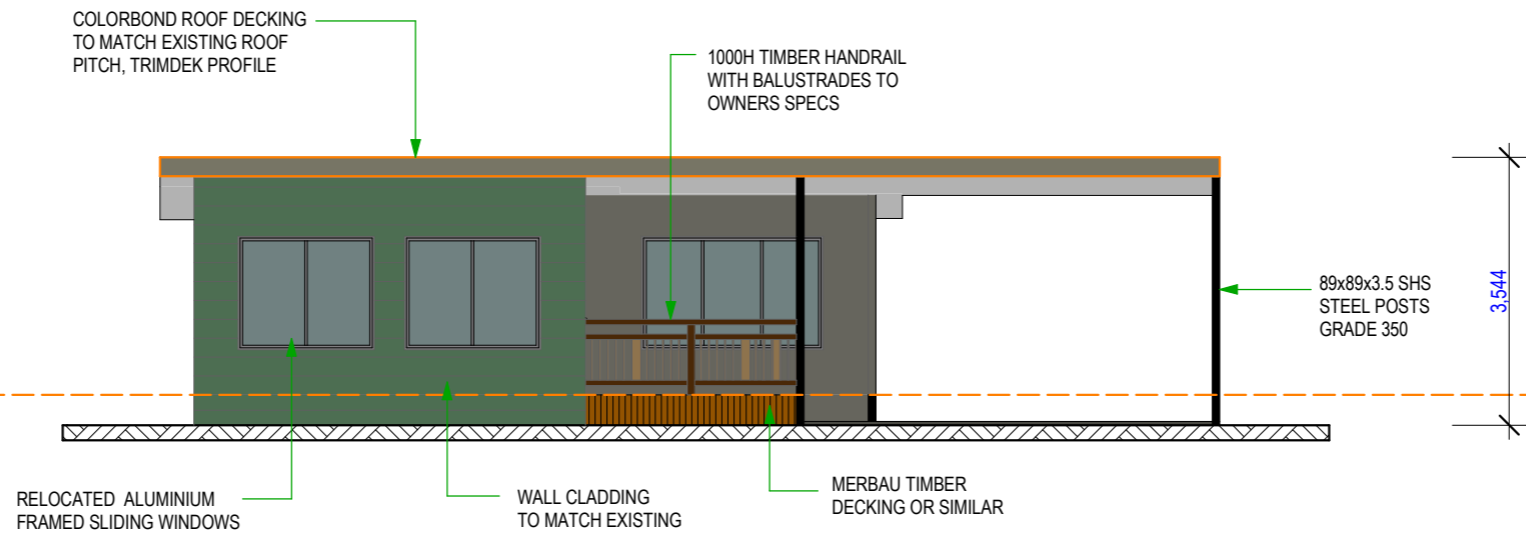 COLORBOND ROOF DECKING
TO MATCH EXISTING ROOF
PITCH, TRIMDEK PROFILE
1000H TIMBER HANDRAIL
WITH BALUSTRADES TO
OWNERS SPECS
89x89x3.5 SHS
STEEL POSTS
GRADE 350
3,544
RELOCATED ALUMINIUM
FRAMED SLIDING WINDOWS
WALL CLADDING
TO MATCH EXISTING
MERBAU TIMBER
DECKING OR SIMILAR